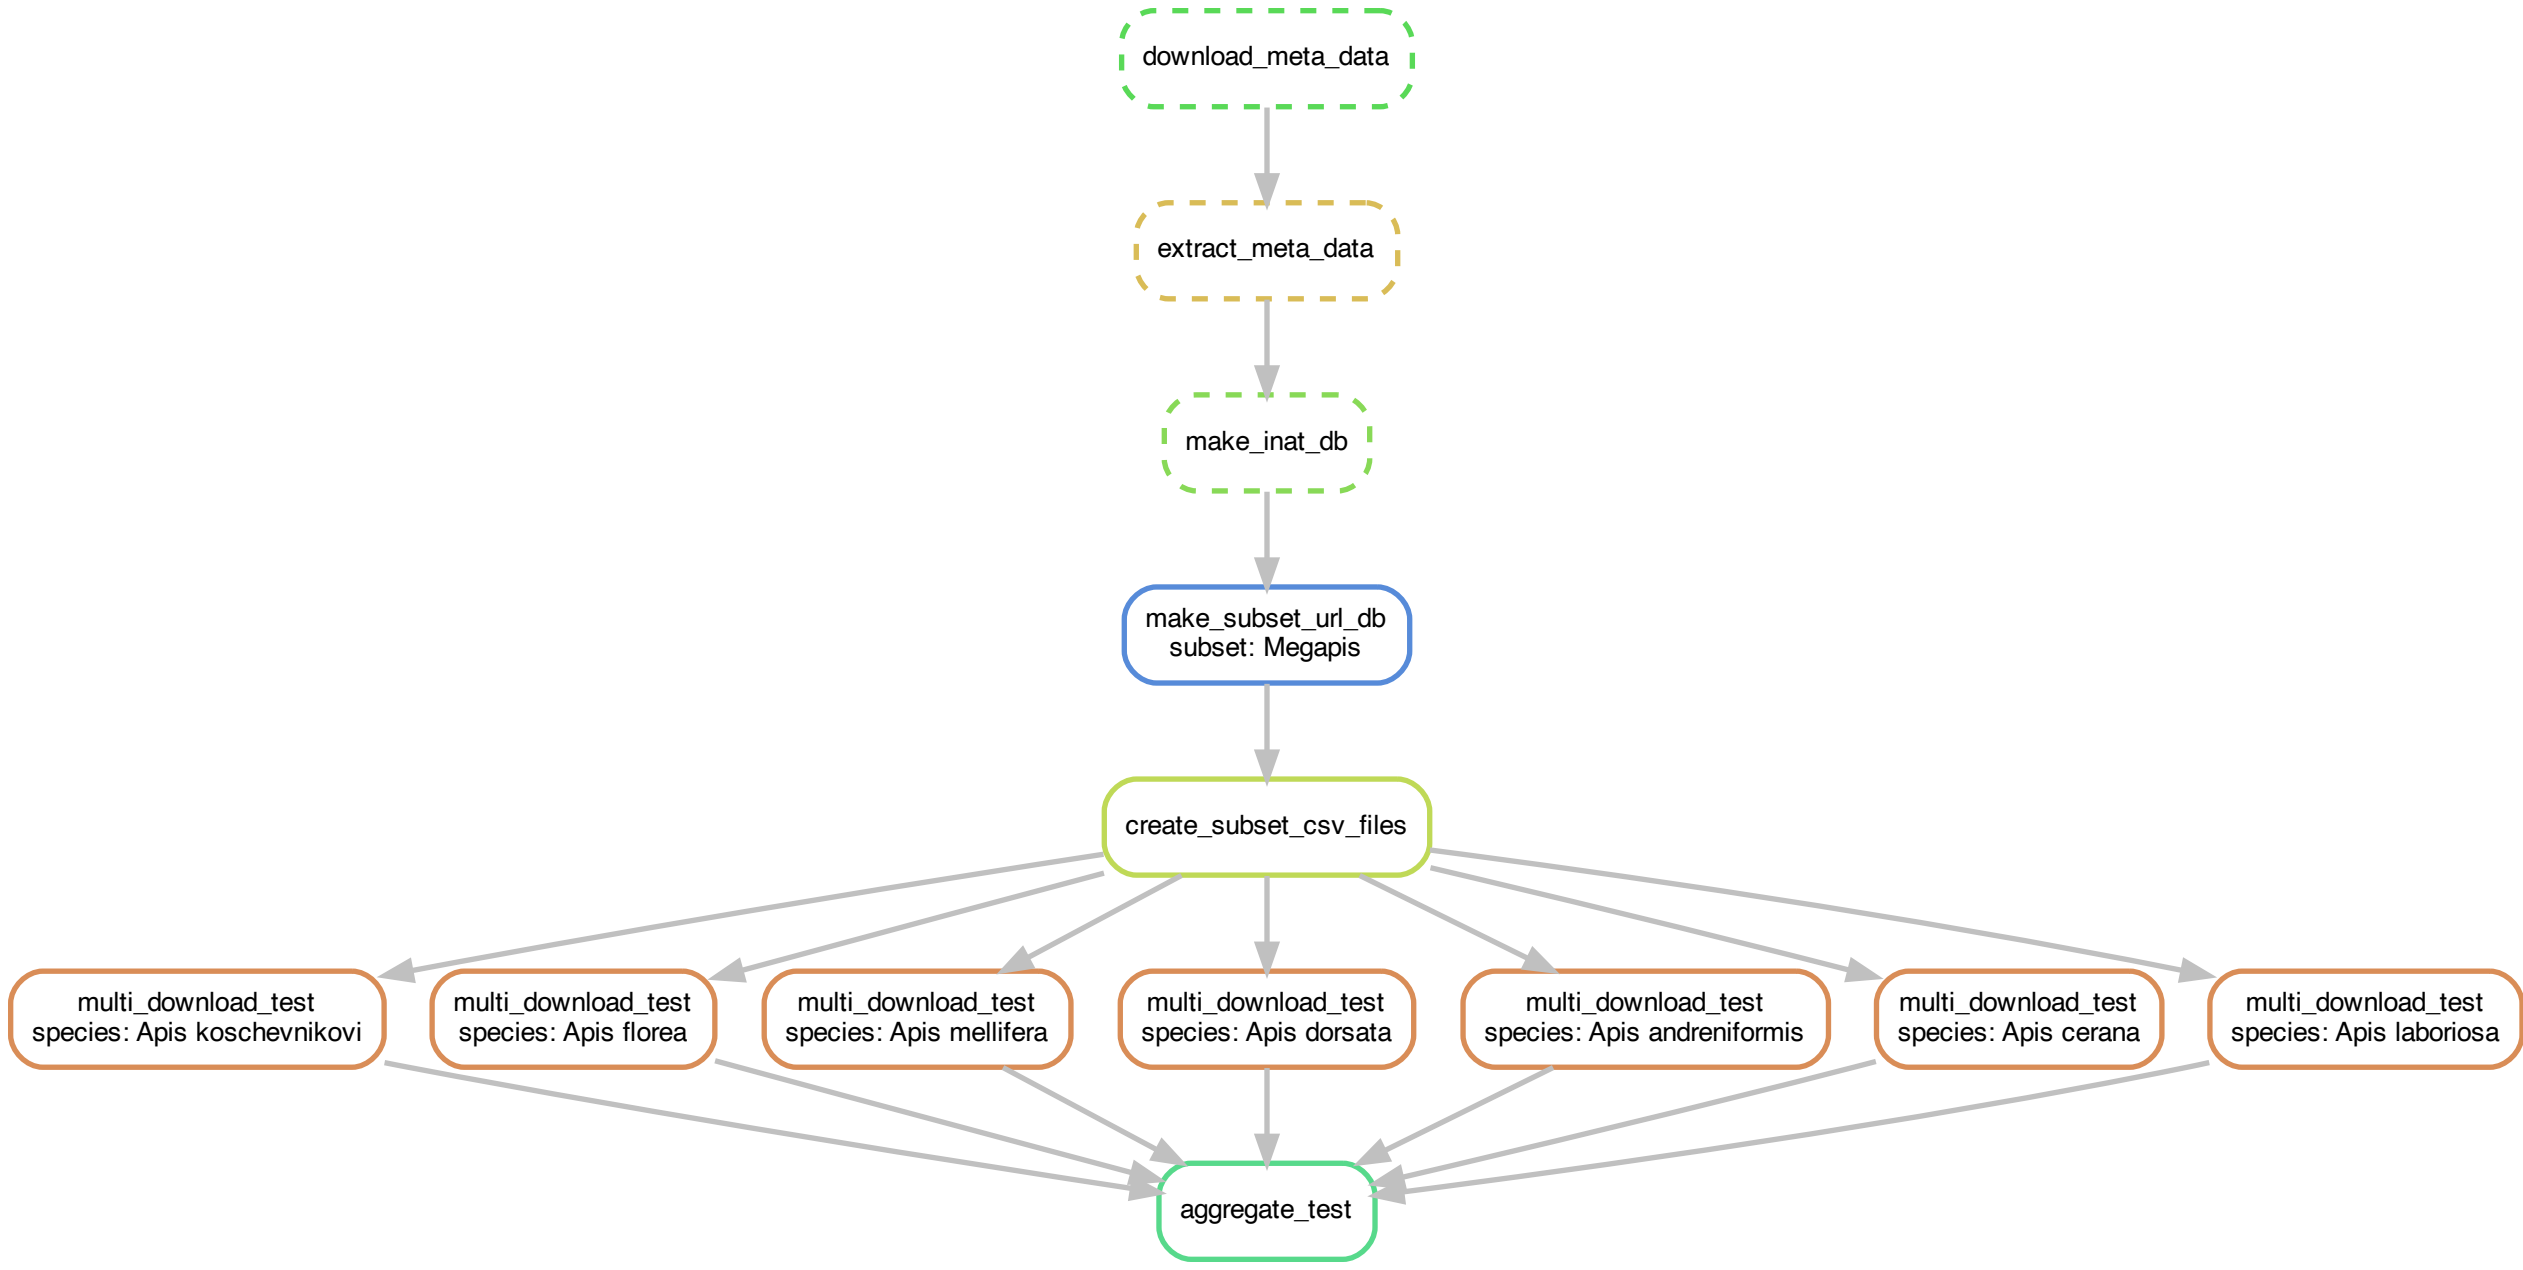 download_meta_data
extract_meta_data
make_inat_db
make_subset_url_db
subset: Megapis
create_subset_csv_files
multi_download_test
species: Apis koschevnikovi
multi_download_test
species: Apis florea
multi_download_test
species: Apis mellifera
multi_download_test
species: Apis dorsata
multi_download_test
species: Apis andreniformis
multi_download_test
species: Apis cerana
multi_download_test
species: Apis laboriosa
aggregate_test